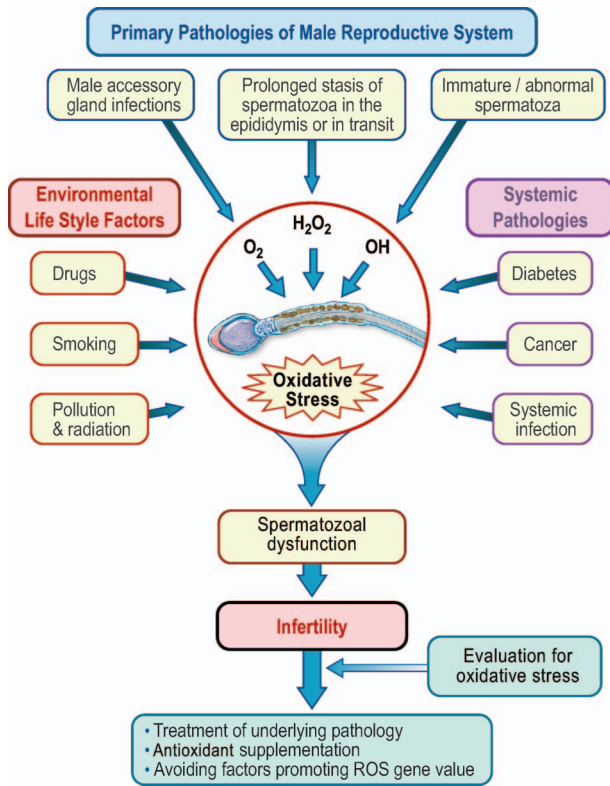 Primary Pathologies of Male Reproductive System
Male accessory
gland infections
Prolonged stasis of
spermatozoa in the
epididymis or in transit
Immature / abnormal
spermatoza
Environmental
Life Style Factors
Systemic
Pathologies
H₂O₂
O₂
OH
Drugs
Diabetes
Smoking
Cancer
Oxidative
Stress
Pollution
& radiation
Systemic
infection
Spermatozoal
dysfunction
Infertility
Evaluation for
oxidative stress
• Treatment of underlying pathology
• Antioxidant supplementation
• Avoiding factors promoting ROS gene value